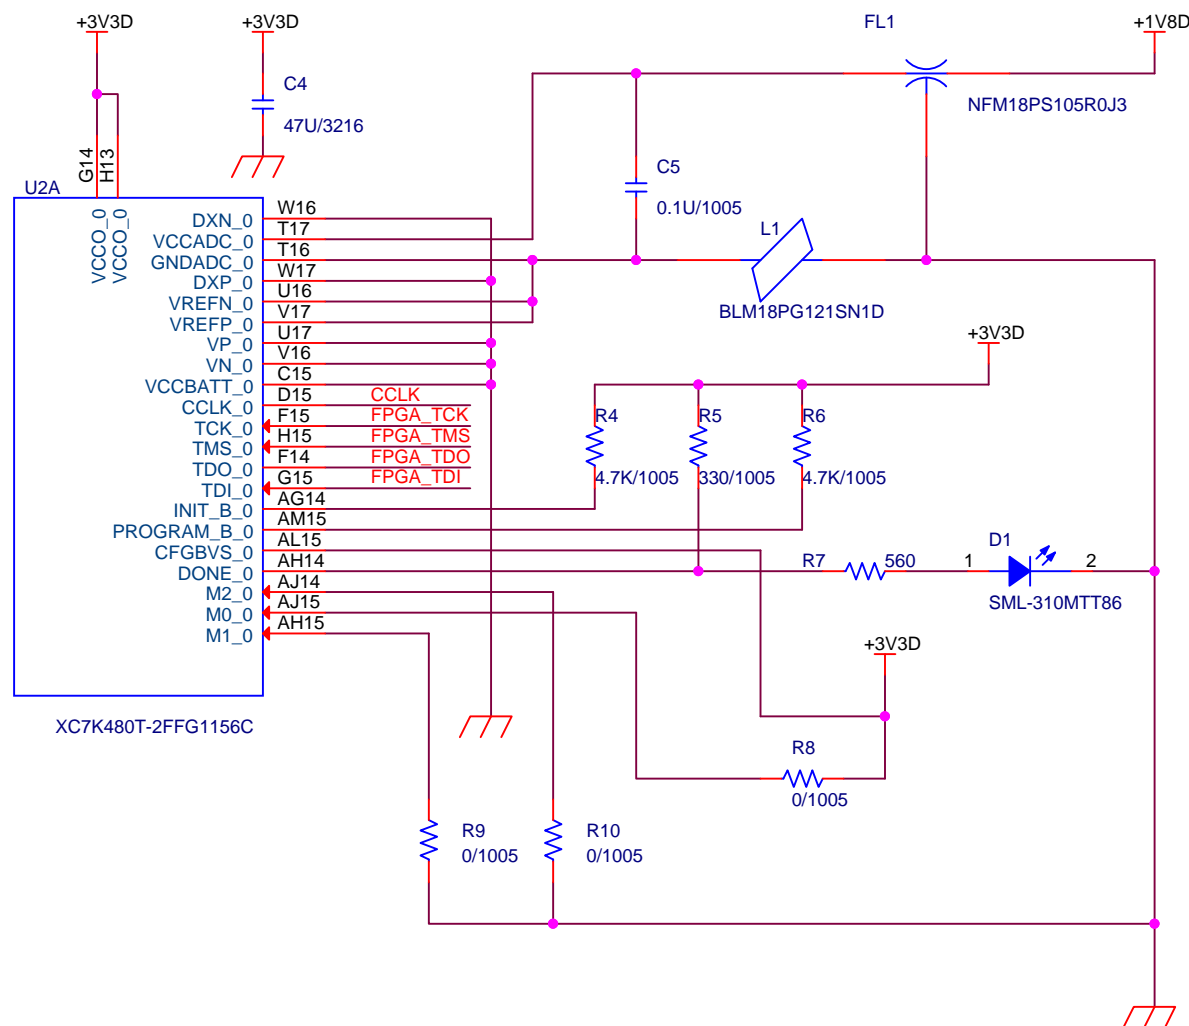 +3V3D
+3V3D
FL1
+1V8D
C4
47U/3216
NFM18PS105R0J3
G14
H13
C5
0.1U/1005
U2A
VCCO_0
VCCO_0
L1
BLM18PG121SN1D
DXN_0 W16
VCCADC_0 T17
GNDADC_0 T16
DXP_0 W17
VREFN_0 U16
VREFP_0 V17
VP_0 U17
VN_0 V16
VCCBATT_0 C15
CCLK_0 D15 CCLK
TCK_0 F15 FPGA_TCK
TMS_0 H15 FPGA_TMS
TDO_0 F14 FPGA_TDO
TDI_0 G15 FPGA_TDI
INIT_B_0 AG14
PROGRAM_B_0 AM15
CFGBVS_0 AL15
DONE_0 AH14
M2_0 AJ14
M0_0 AJ15
M1_0 AH15
+3V3D
R4
4.7K/1005
R5
330/1005
R6
4.7K/1005
R7 560
1 D1 2
SML-310MTT86
+3V3D
XC7K480T-2FFG1156C
R8
0/1005
R9
0/1005
R10
0/1005